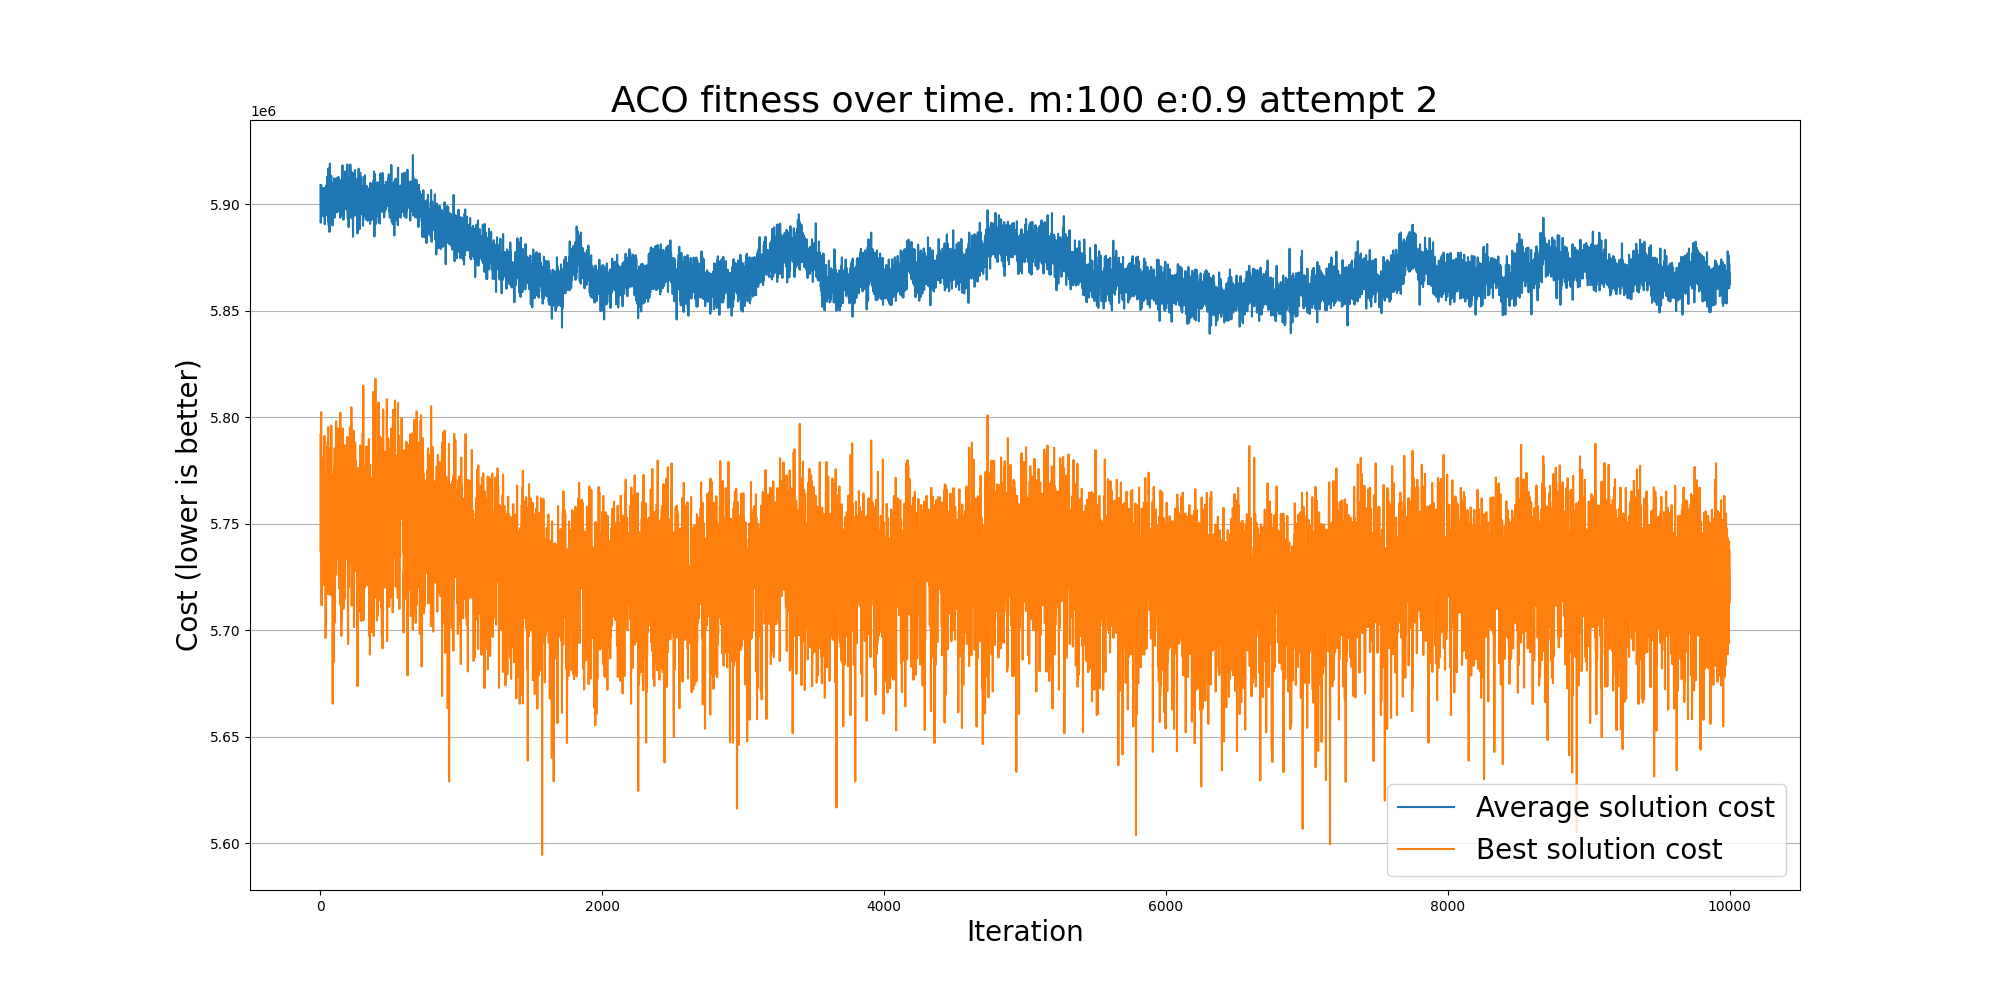 ACO fitness over time. m:100 e:0.9 attempt 2
1e6
5.90
5.85
5.80
5.75
5.70
5.65
5.60
Cost (lower is better)
Average solution cost
Best solution cost
0 2000 4000 6000 8000 10000
Iteration